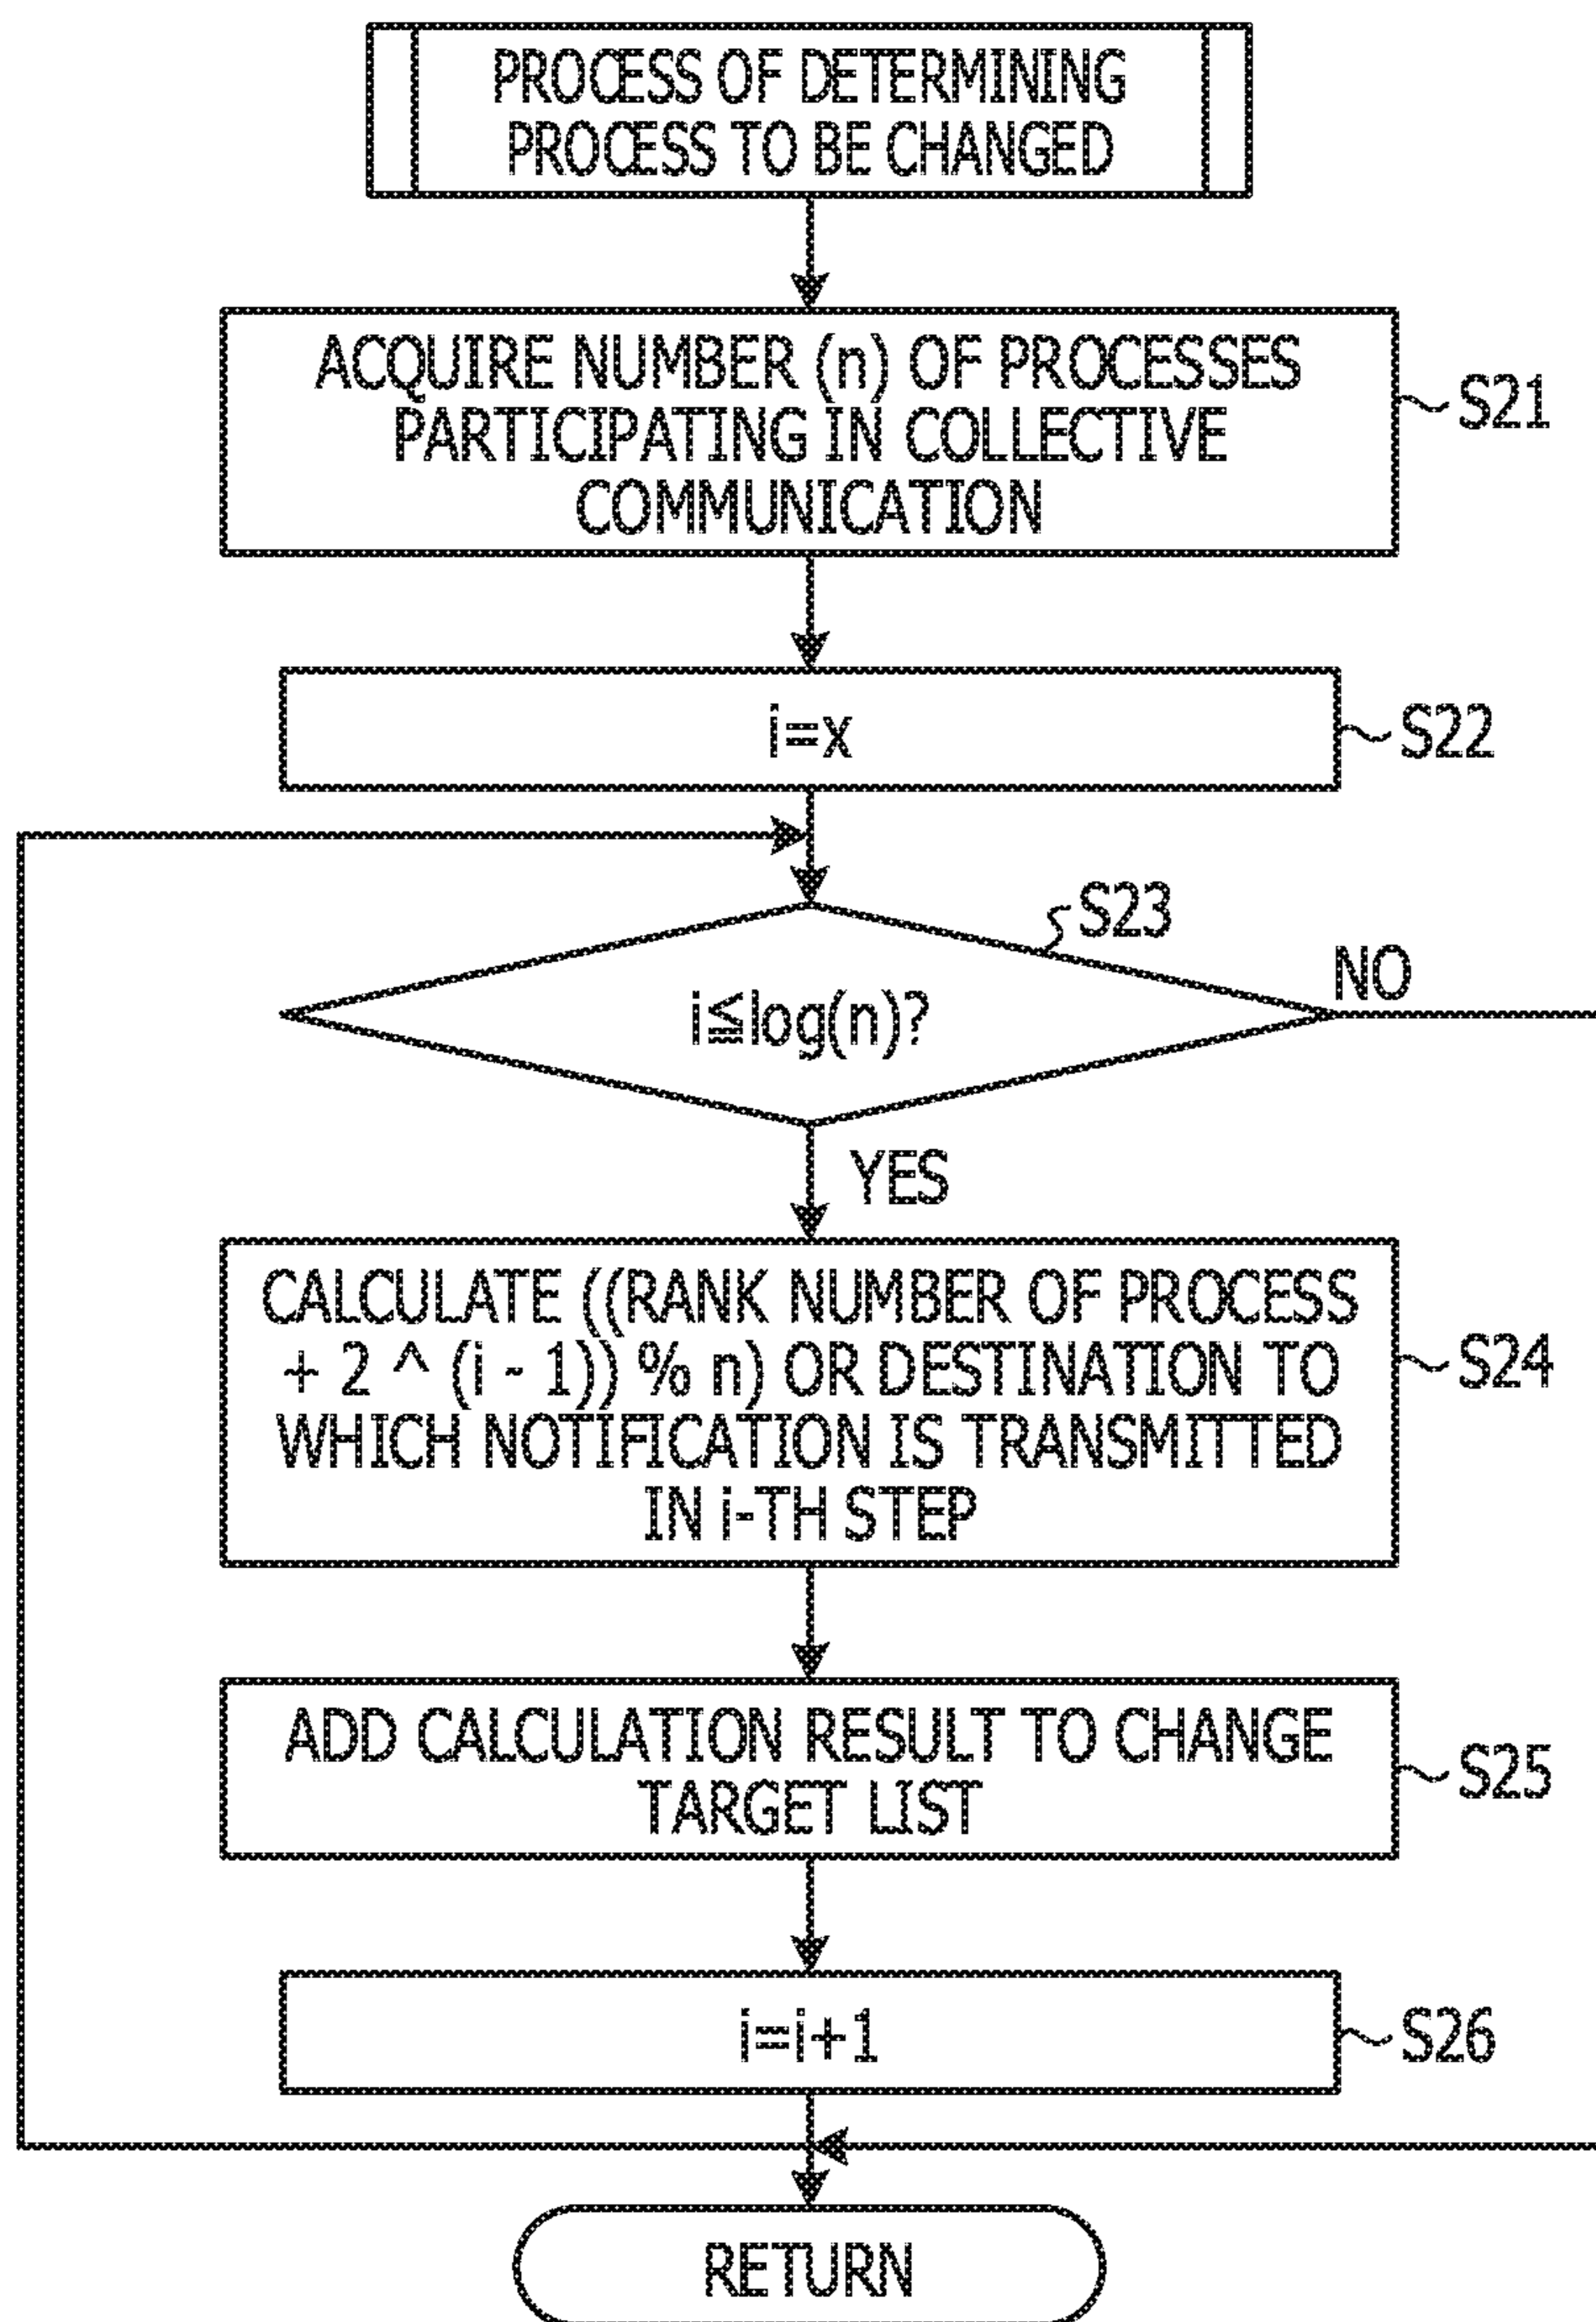 PROCESS OF DETERMINING
PROCESS TO BE CHANGED
ACQUIRE NUMBER (n) OF PROCESSES
PARTICIPATING IN COLLECTIVE
COMMUNICATION
S21
i=x
S22
S23
i≦log(n)?
NO
YES
CALCULATE ((RANK NUMBER OF PROCESS
+ 2 ^ (i - 1)) % n) OR DESTINATION TO
WHICH NOTIFICATION IS TRANSMITTED
IN i-TH STEP
S24
ADD CALCULATION RESULT TO CHANGE
TARGET LIST
S25
i=i+1
S26
RETURN